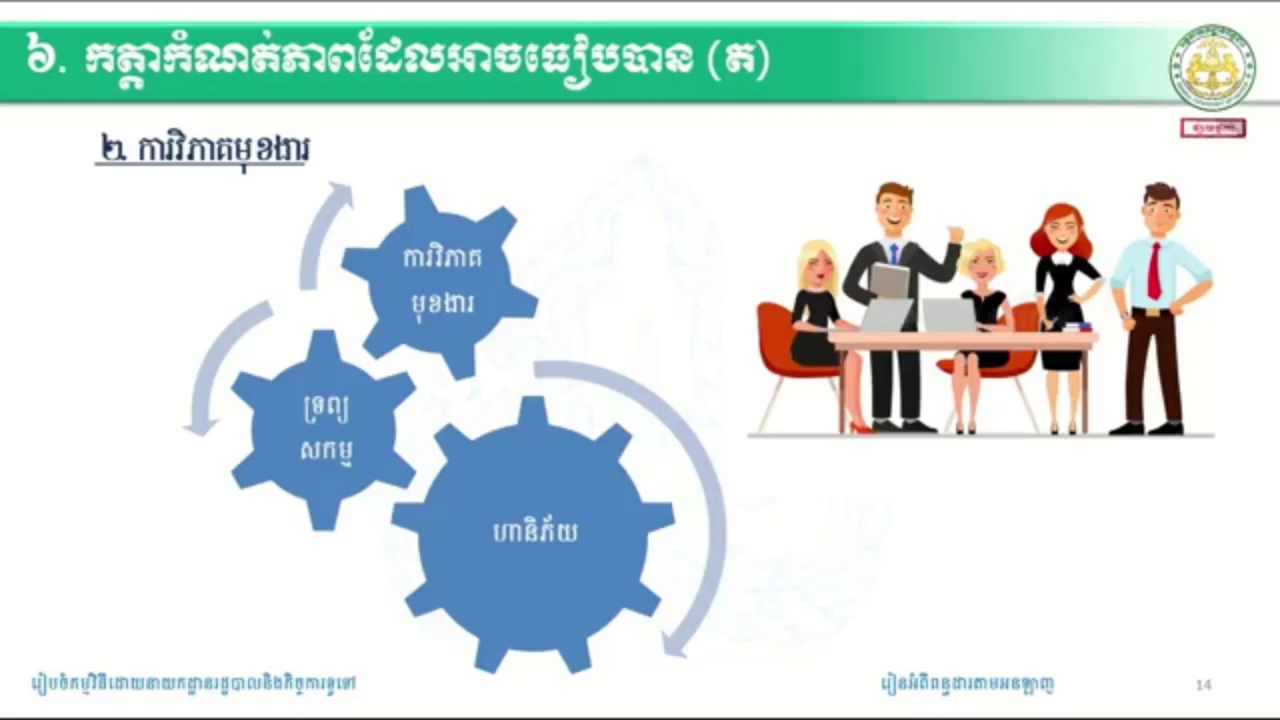 ៦. កត្តាកំណត់ភាពដែលអាចធៀបបាន (ត)
២. ការវិភាគមុខងារ
ការវិភាគ
មុខងារ
ទ្រព្យ
សកម្ម
ហានិភ័យ
រៀបចំកម្មវិធីដោយនាយកដ្ឋានរដ្ឋបាលនិងកិច្ចការទូទៅ
រៀនអំពីពន្ធដារតាមអនឡាញ
14